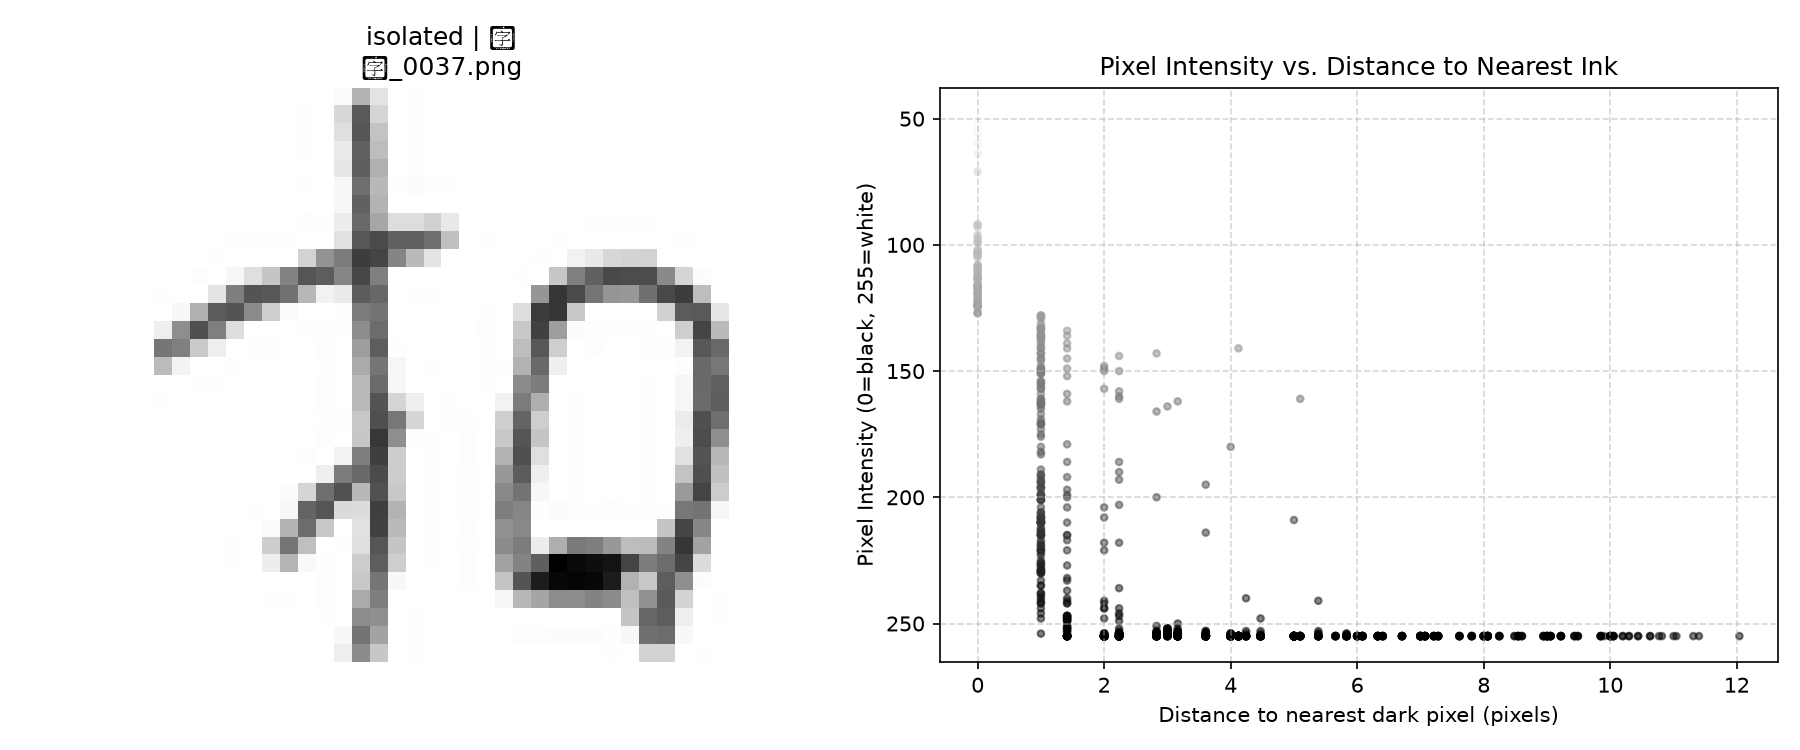 isolated |
_0037.png
扣
Pixel Intensity vs. Distance to Nearest Ink
Pixel Intensity (0=black, 255=white)
50
100
150
200
250
0 2 4 6 8 10 12
Distance to nearest dark pixel (pixels)